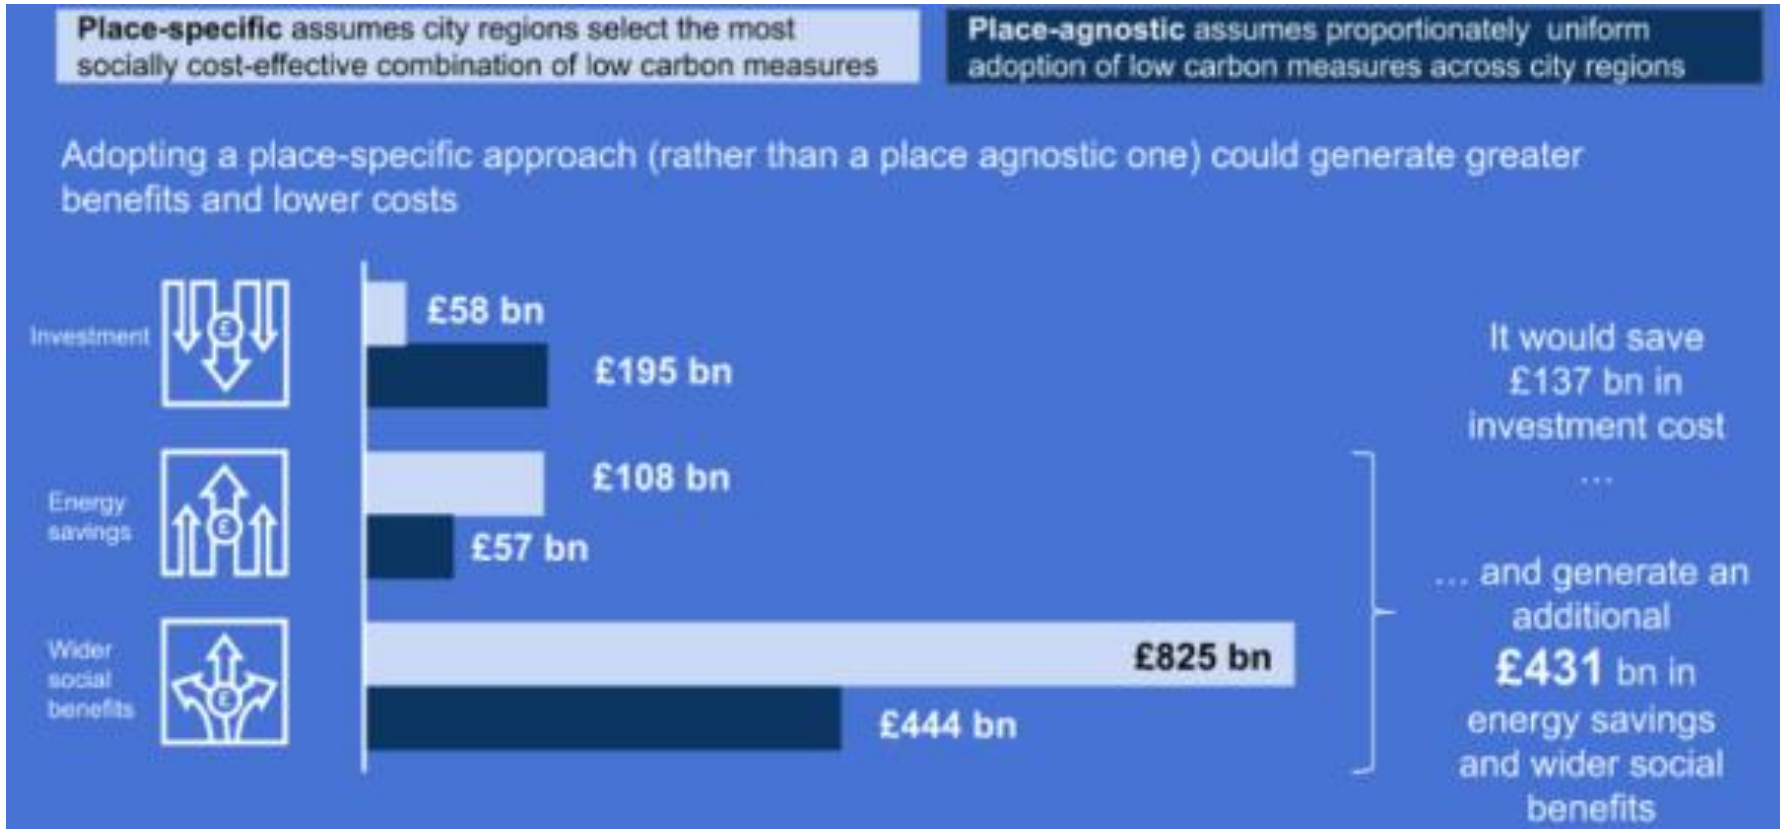 Place-specific assumes city regions select the most
socially cost-effective combination of low carbon measures
Place-agnostic assumes proportionately uniform
adoption of low carbon measures across city regions
Adopting a place-specific approach (rather than a place agnostic one) could generate greater
benefits and lower costs
Investment
£
£58 bn
£195 bn
Energy
savings
£
£108 bn
£57 bn
Wider
social
benefits
£
£825 bn
£444 bn
It would save
£137 bn in
investment cost
...
... and generate an
additional
£431 bn in
energy savings
and wider social
benefits